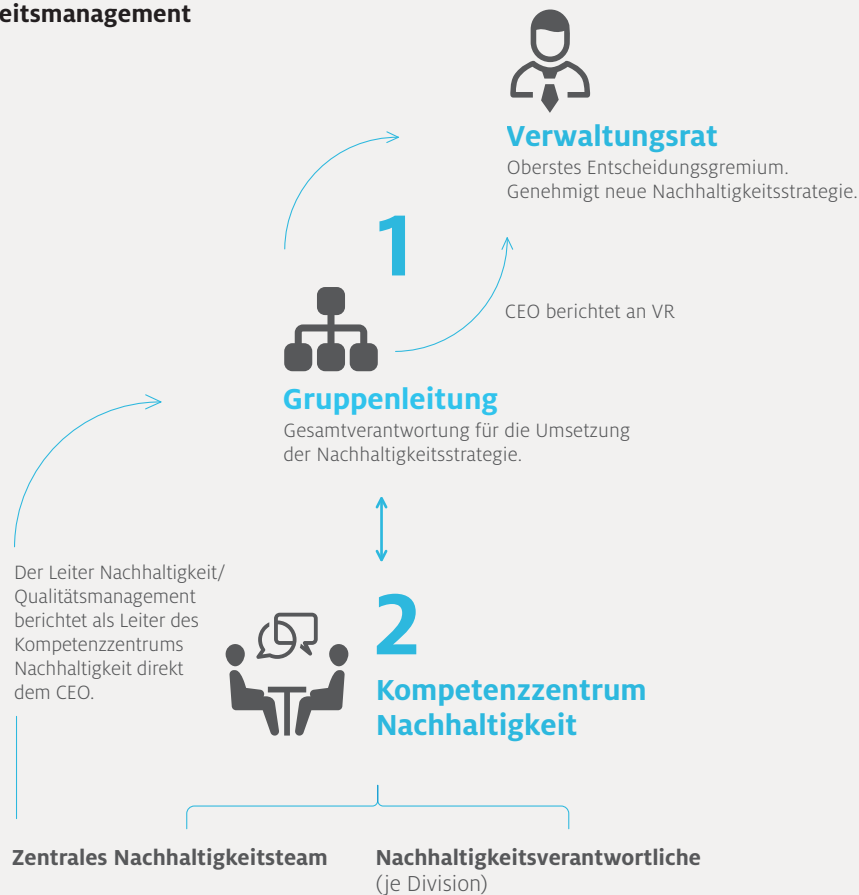 eitsmanagement
Verwaltungsrat
Oberstes Entscheidungsgremium.
Genehmigt neue Nachhaltigkeitsstrategie.
1
CEO berichtet an VR
Gruppenleitung
Gesamtverantwortung für die Umsetzung
der Nachhaltigkeitsstrategie.
Der Leiter Nachhaltigkeit/
Qualitätsmanagement
berichtet als Leiter des
Kompetenzzentrums
Nachhaltigkeit direkt
dem CEO.
2
Kompetenzzentrum
Nachhaltigkeit
Zentrales Nachhaltigkeitsteam
Nachhaltigkeitsverantwortliche
(je Division)